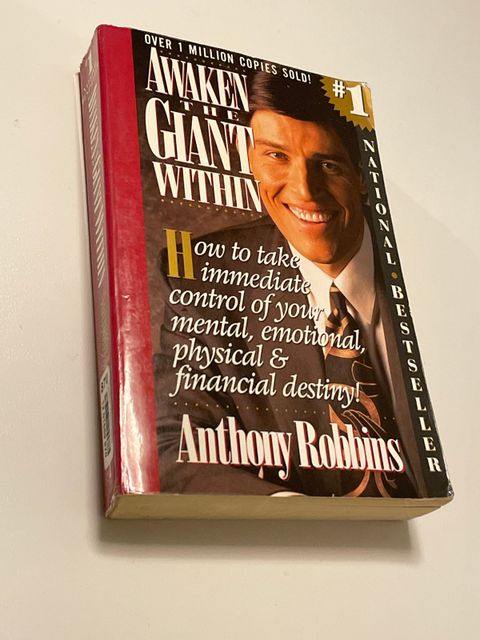 OVER 1 MILLION COPIES SOLD!
AWAKEN
THE
GIANT
WITHIN
#1
NATIONAL • BESTSELLER
How to take
immediate
control of your
mental, emotional,
physical &
financial destiny!
Anthony Robbins